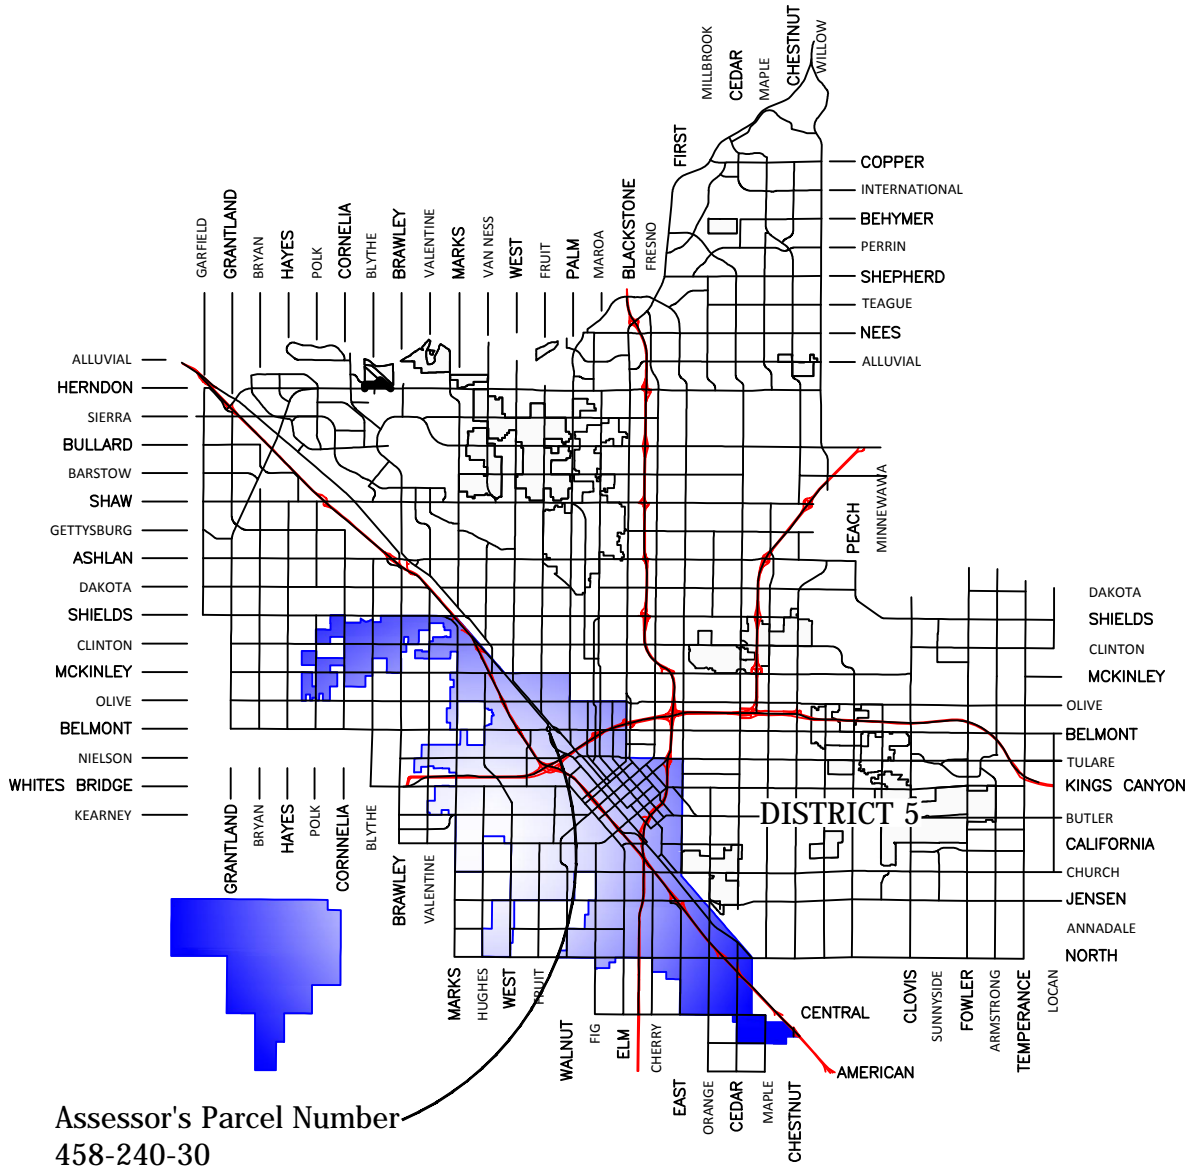 MILLBROOK
CEDAR
MAPLE
CHESTNUT
WILLOW
FIRST
COPPER
INTERNATIONAL
BEHYMER
PERRIN
SHEPHERD
TEAGUE
NEES
ALLUVIAL
GARFIELD
GRANTLAND
BRYAN
HAYES
POLK
CORNELIA
BLYTHE
BRAWLEY
VALENTINE
MARKS
VAN NESS
WEST
FRUIT
PALM
MAROA
BLACKSTONE
FRESNO
ALLUVIAL
HERNDON
SIERRA
BULLARD
BARSTOW
SHAW
GETTYSBURG
ASHLAN
DAKOTA
SHIELDS
CLINTON
MCKINLEY
OLIVE
BELMONT
NIELSON
WHITES BRIDGE
KEARNEY
PEACH
MINNEWAWA
DAKOTA
SHIELDS
CLINTON
MCKINLEY
OLIVE
BELMONT
TULARE
KINGS CANYON
BUTLER
CALIFORNIA
CHURCH
JENSEN
ANNADALE
NORTH
DISTRICT 5
GRANTLAND
BRYAN
HAYES
POLK
CORNNELIA
BLYTHE
BRAWLEY
VALENTINE
MARKS
HUGHES
WEST
FRUIT
WALNUT
FIG
ELM
CHERRY
EAST
ORANGE
CEDAR
MAPLE
CHESTNUT
CENTRAL
AMERICAN
CLOVIS
SUNNYSIDE
FOWLER
ARMSTRONG
TEMPERANCE
LOCAN
Assessor's Parcel Number
458-240-30